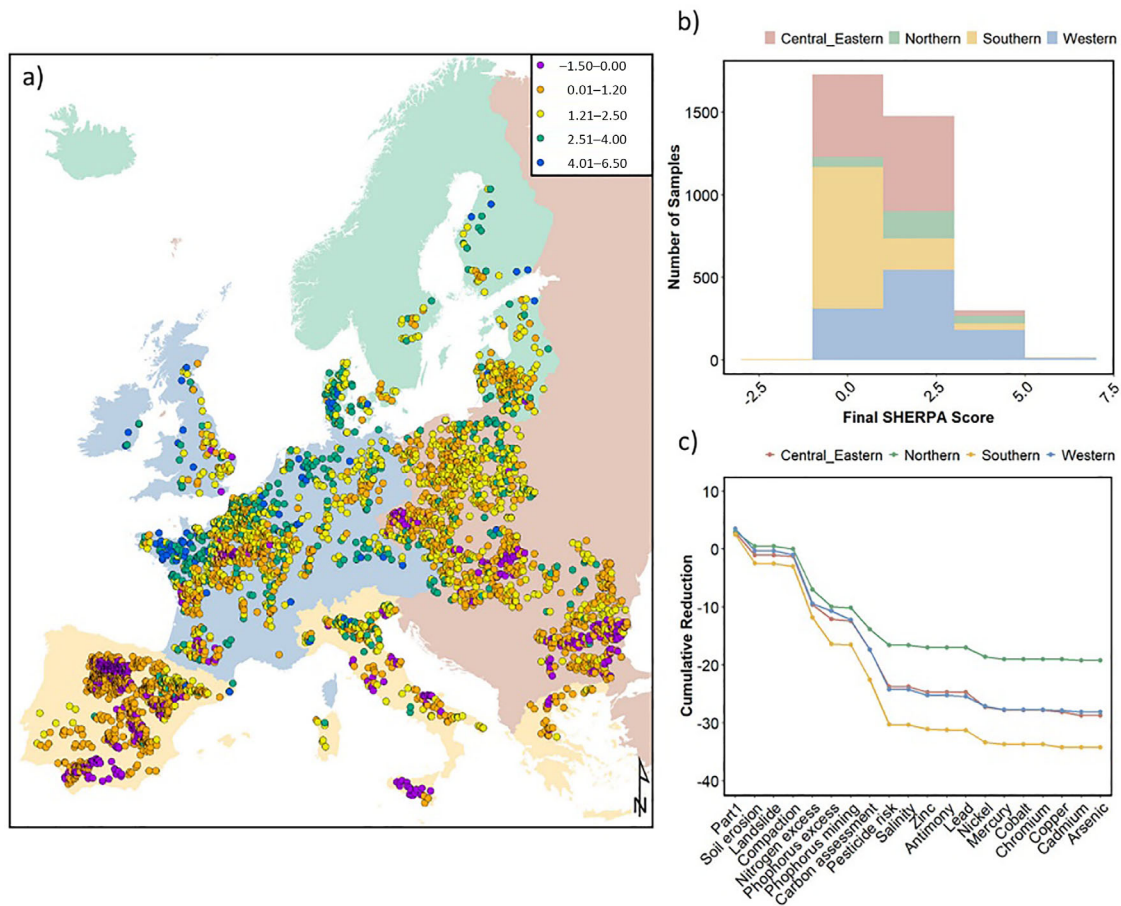 a)
−1.50–0.00
0.01–1.20
1.21–2.50
2.51–4.00
4.01–6.50
N
b)
Central_Eastern Northern Southern Western
Number of Samples
1500
1000
500
0
-2.5 0.0 2.5 5.0 7.5
Final SHERPA Score
c)
Central_Eastern Northern Southern Western
Cumulative Reduction
10
0
-10
-20
-30
-40
Part1
Soil erosion
Landslide
Compaction
Nitrogen excess
Phophorus excess
Phophorus mining
Carbon assessment
Pesticide risk
Salinity
Zinc
Antimony
Lead
Nickel
Mercury
Cobalt
Chromium
Copper
Cadmium
Arsenic